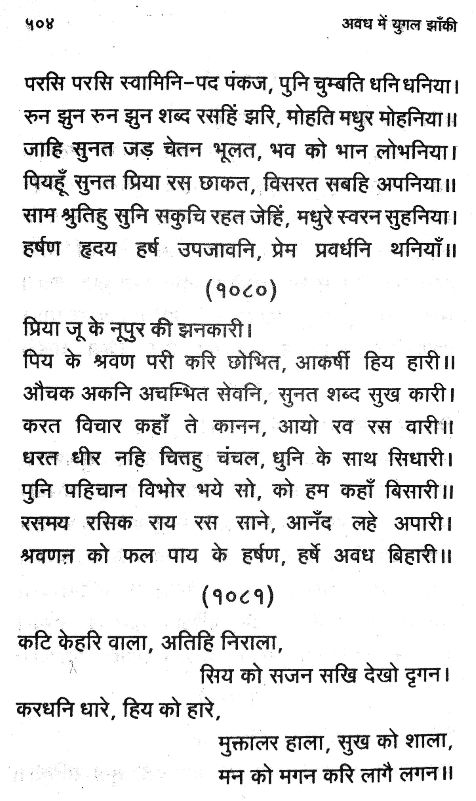 ५०४ अवध में युगल झाँकी
परसि परसि स्वामिनि-पद पंकज, पुनि चुम्बति धनि धनिया।
रुन झुन रुन झुन शब्द रसहिं झरि, मोहति मधुर मोहनिया॥
जाहि सुनत जड़ चेतन भूलत, भव को भान लोभनिया।
पियहूँ सुनत प्रिया रस छाकत, विसरत सबहि अपनिया॥
साम श्रुतिहु सुनि सकुचि रहत जेहिं, मधुरे स्वरन सुहनिया।
हर्षण हृदय हर्ष उपजावनि, प्रेम प्रवर्धनि थनियाँ॥
(१०८०)
प्रिया जू के नूपुर की झनकारी।
पिय के श्रवण परी करि छोभित, आकर्षी हिय हारी॥
औचक अकनि अचम्भित सेवनि, सुनत शब्द सुख कारी।
करत विचार कहाँ ते कानन, आयो रव रस वारी॥
धरत धीर नहि चित्तहु चंचल, धुनि के साथ सिधारी।
पुनि पहिचान विभोर भये सो, को हम कहाँ बिसारी॥
रसमय रसिक राय रस साने, आनँद लहे अपारी।
श्रवणन को फल पाय के हर्षण, हर्षे अवध बिहारी॥
(१०८१)
कटि केहरि वाला, अतिहि निराला,
सिय को सजन सखि देखो दृगन।
करधनि धारे, हिय को हारे,
मुक्तालर हाला, सुख को शाला,
मन को मगन करि लागै लगन॥